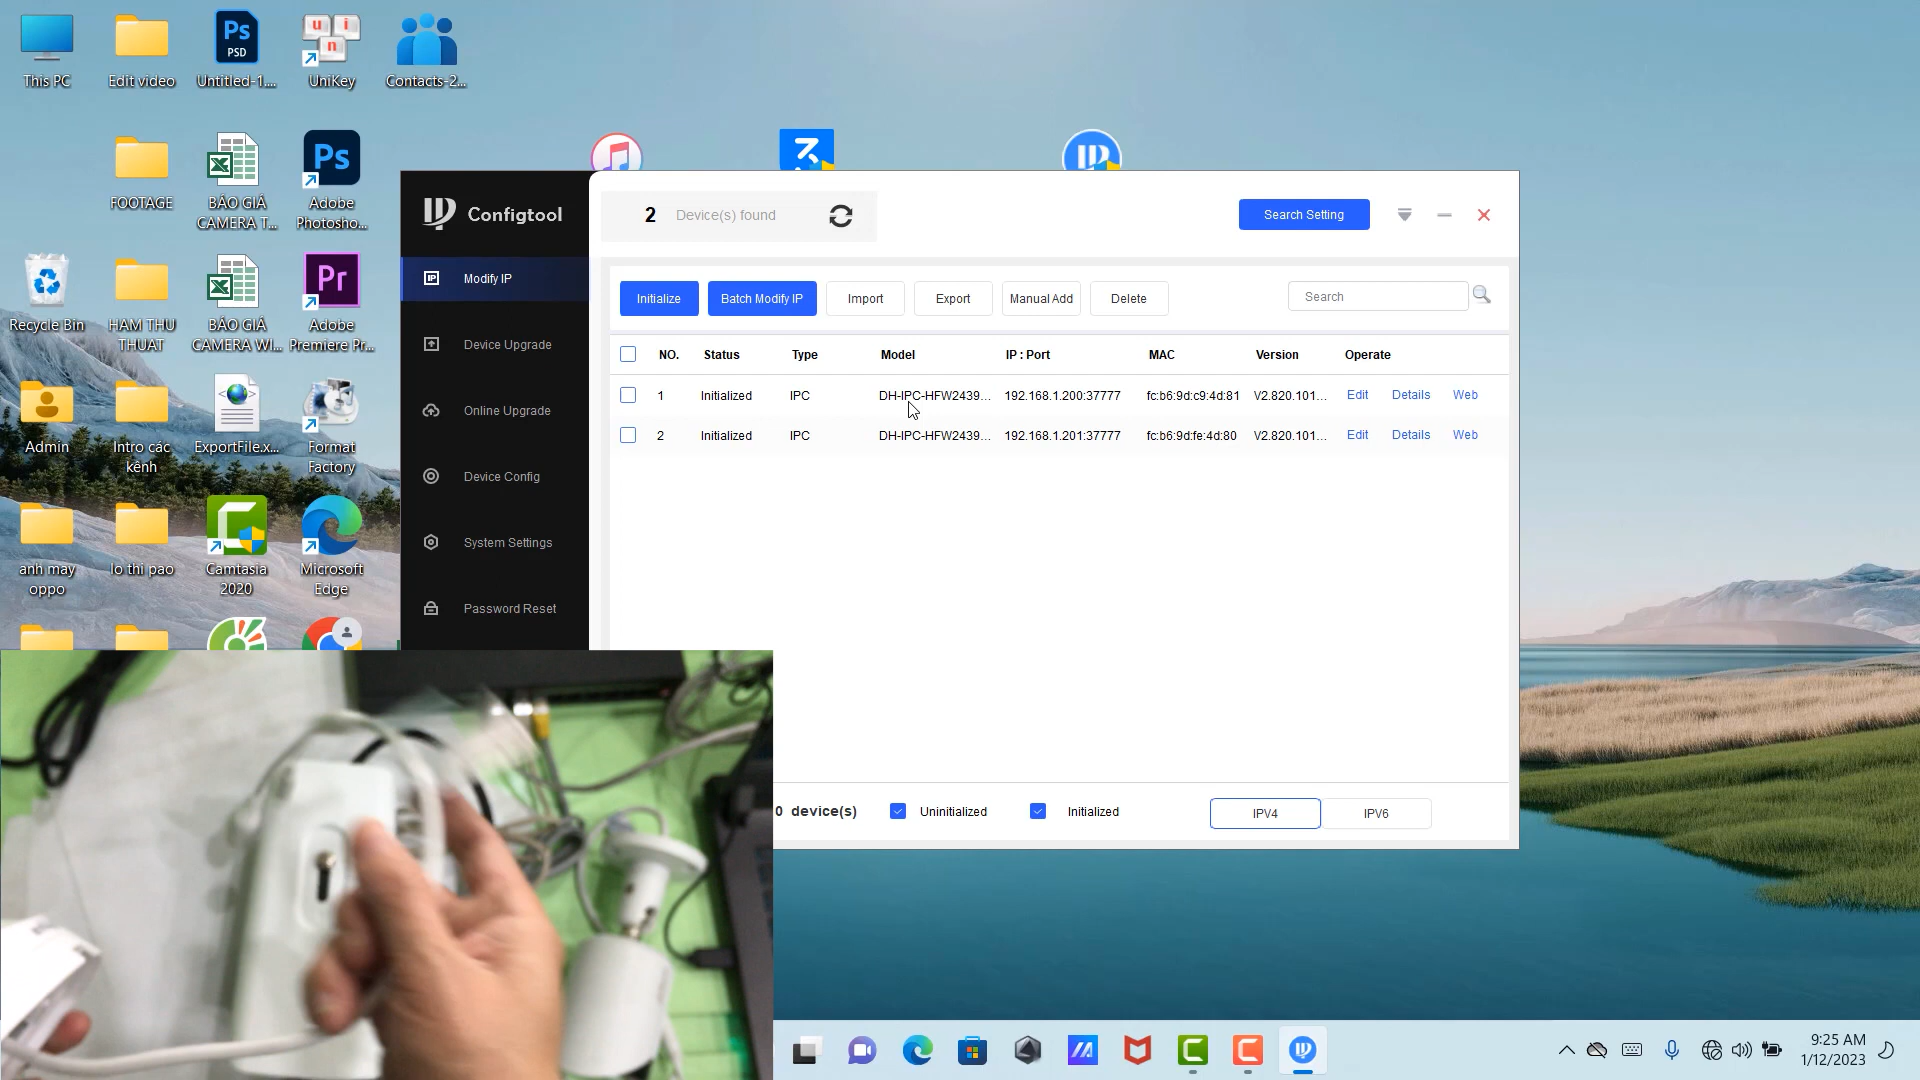 This PC
Edit video
Untitled-1....
UniKey
Contacts-2...
FOOTAGE
BÁO GIÁ
CAMERA T...
Adobe
Photosho...
Recycle Bin
HAM THU
THUAT
BÁO GIÁ
CAMERA WI...
Adobe
Premiere Pr...
Admin
Intro các
kênh
ExportFile.x...
Format
Factory
anh may
oppo
lo thi pao
Camtasia
2020
Microsoft
Edge
Configtool
2 Device(s) found
Search Setting
Modify IP
Device Upgrade
Online Upgrade
Device Config
System Settings
Password Reset
Initialize
Batch Modify IP
Import
Export
Manual Add
Delete
Search
NO. Status Type Model IP : Port MAC Version Operate
1 Initialized IPC DH-IPC-HFW2439... 192.168.1.200:37777 fc:b6:9d:c9:4d:81 V2.820.101... Edit Details Web
2 Initialized IPC DH-IPC-HFW2439... 192.168.1.201:37777 fc:b6:9d:fe:4d:80 V2.820.101... Edit Details Web
0 device(s)
Uninitialized
Initialized
IPV4
IPV6
9:25 AM
1/12/2023